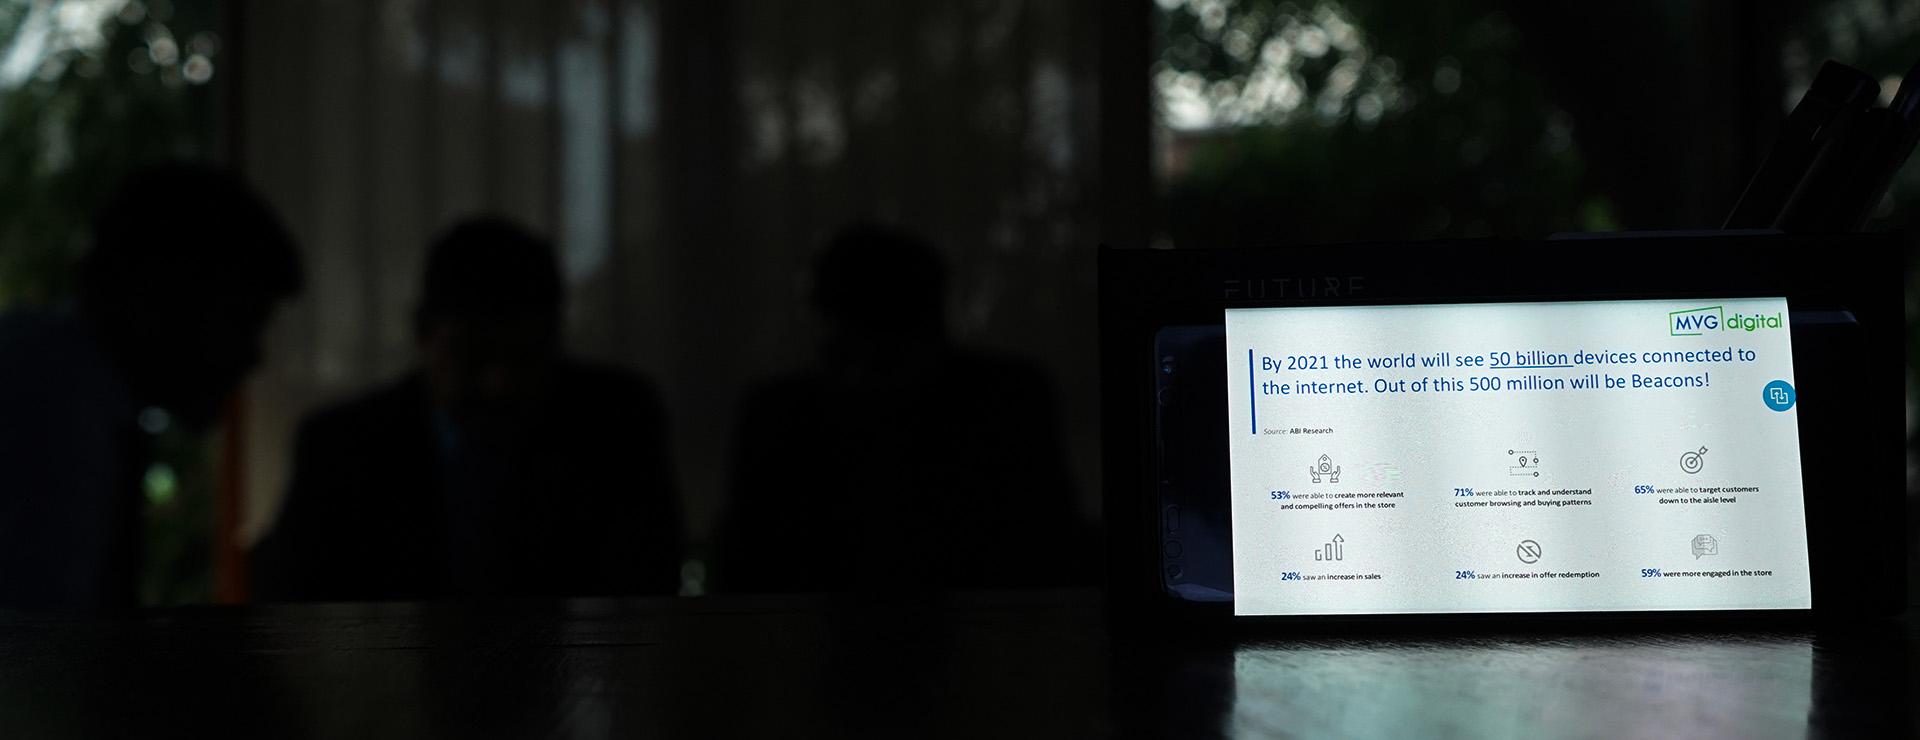 FUTURE
MVG digital
By 2021 the world will see 50 billion devices connected to
the internet. Out of this 500 million will be Beacons!
Source: ABI Research
53% were able to create more relevant
and compelling offers in the store
71% were able to track and understand
customer browsing and buying patterns
65% were able to target customers
down to the aisle level
24% saw an increase in sales
24% saw an increase in offer redemption
59% were more engaged in the store